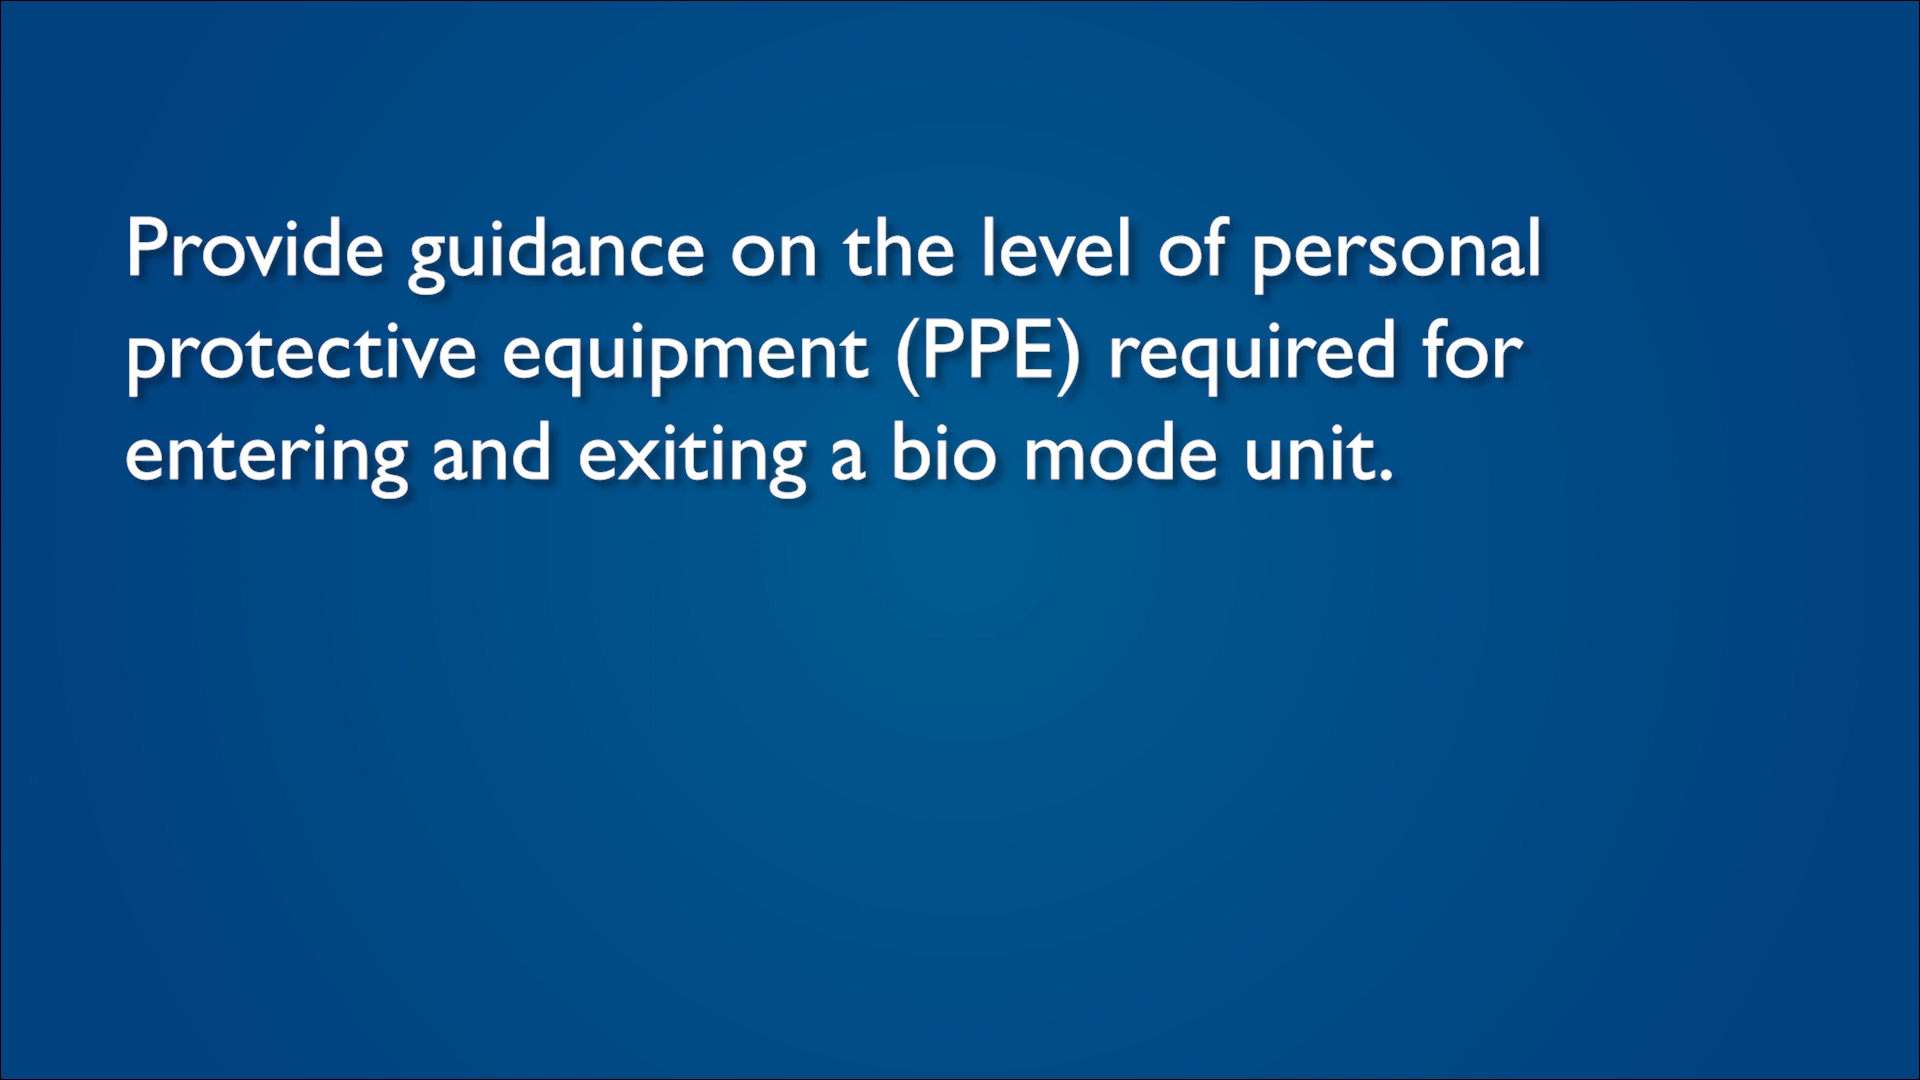 Provide guidance on the level of personal
protective equipment (PPE) required for
entering and exiting a bio mode unit.